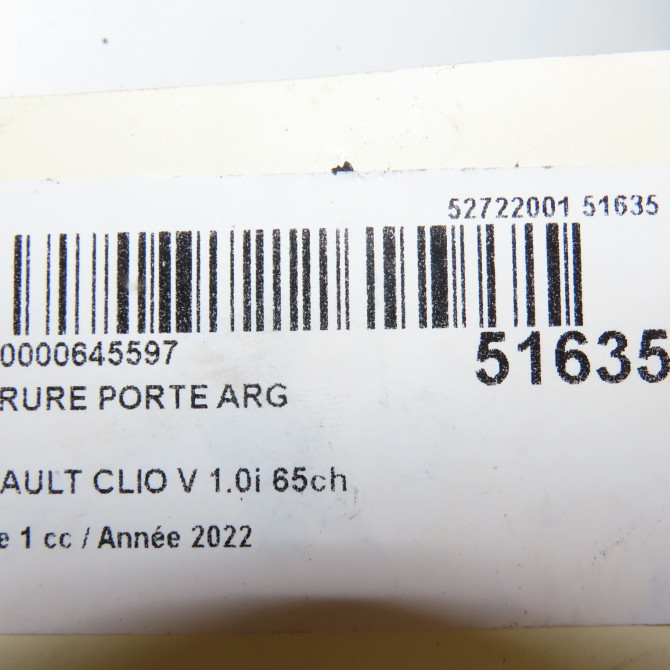 52722001 51635
0000645597
51635
RURE PORTE ARG
AULT CLIO V 1.0i 65ch
e 1 cc / Année 2022